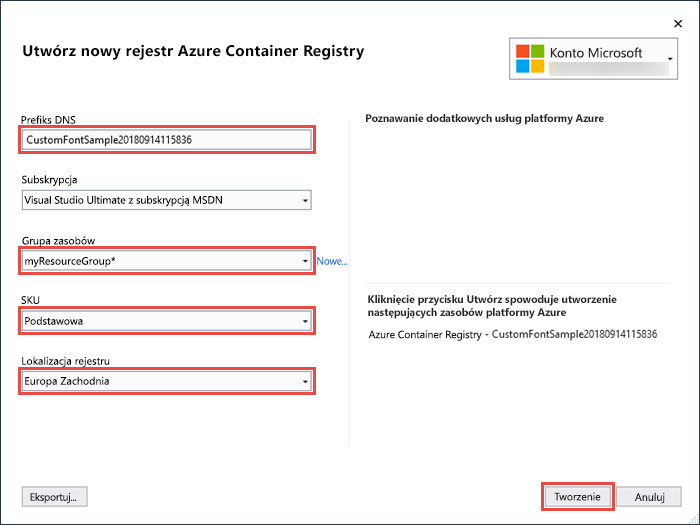 Utwórz nowy rejestr Azure Container Registry
Konto Microsoft
Prefiks DNS
CustomFontSample20180914115836
Subskrypcja
Visual Studio Ultimate z subskrypcją MSDN
Grupa zasobów
myResourceGroup*
Nowe...
SKU
Podstawowa
Lokalizacja rejestru
Europa Zachodnia
Poznawanie dodatkowych usług platformy Azure
Kliknięcie przycisku Utwórz spowoduje utworzenie
następujących zasobów platformy Azure
Azure Container Registry - CustomFontSample20180914115836
Eksportuj...
Tworzenie
Anuluj